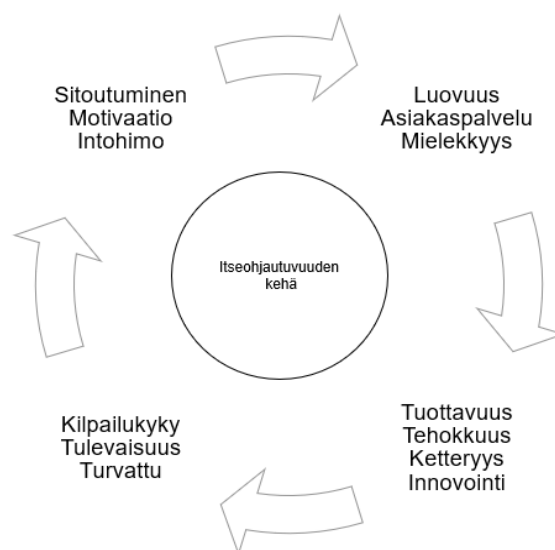 Sitoutuminen
Motivaatio
Intohimo
Luovuus
Asiakaspalvelu
Mielekkyys
Itseohjautuvuuden
kehä
Kilpailukyky
Tulevaisuus
Turvattu
Tuottavuus
Tehokkuus
Ketteryys
Innovointi